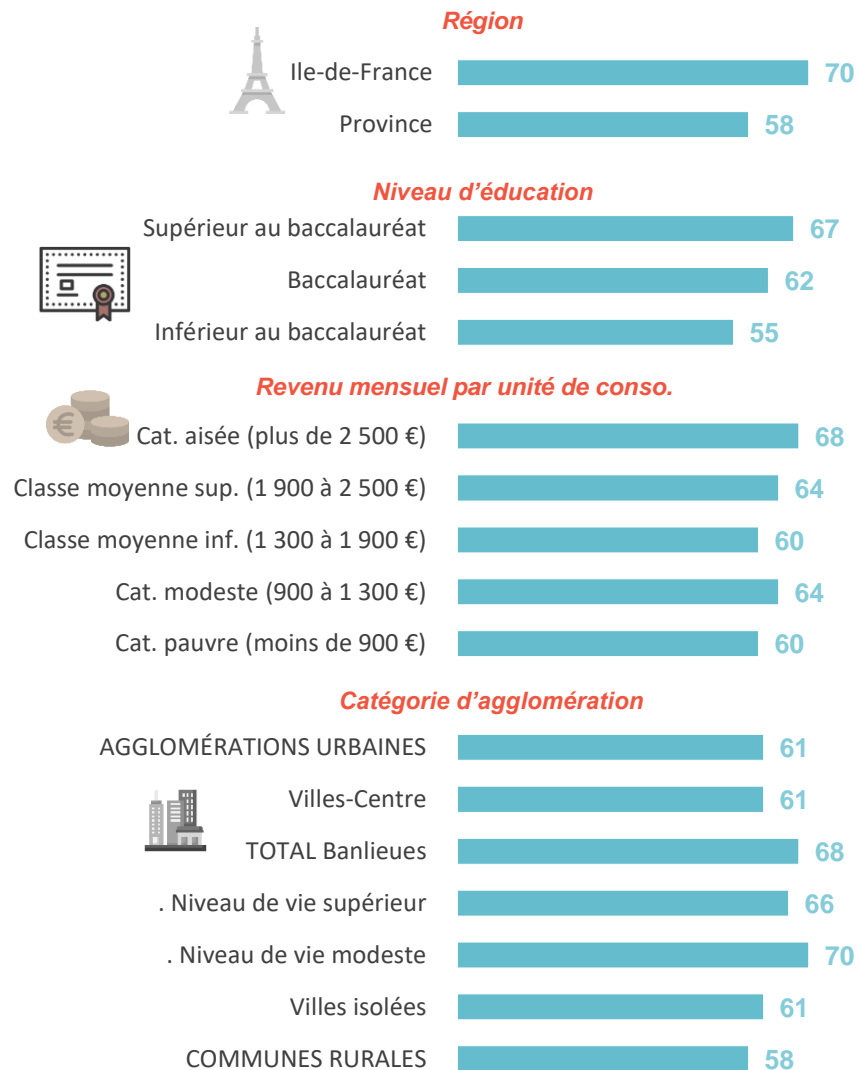 Région
Ile-de-France 70
Province 58
Niveau d'éducation
Supérieur au baccalauréat 67
Baccalauréat 62
Inférieur au baccalauréat 55
Revenu mensuel par unité de conso.
€
Cat. aisée (plus de 2 500 €) 68
Classe moyenne sup. (1 900 à 2 500 €) 64
Classe moyenne inf. (1 300 à 1 900 €) 60
Cat. modeste (900 à 1 300 €) 64
Cat. pauvre (moins de 900 €) 60
Catégorie d'agglomération
AGGLOMÉRATIONS URBAINES 61
Villes-Centre 61
TOTAL Banlieues 68
. Niveau de vie supérieur 66
. Niveau de vie modeste 70
Villes isolées 61
COMMUNES RURALES 58